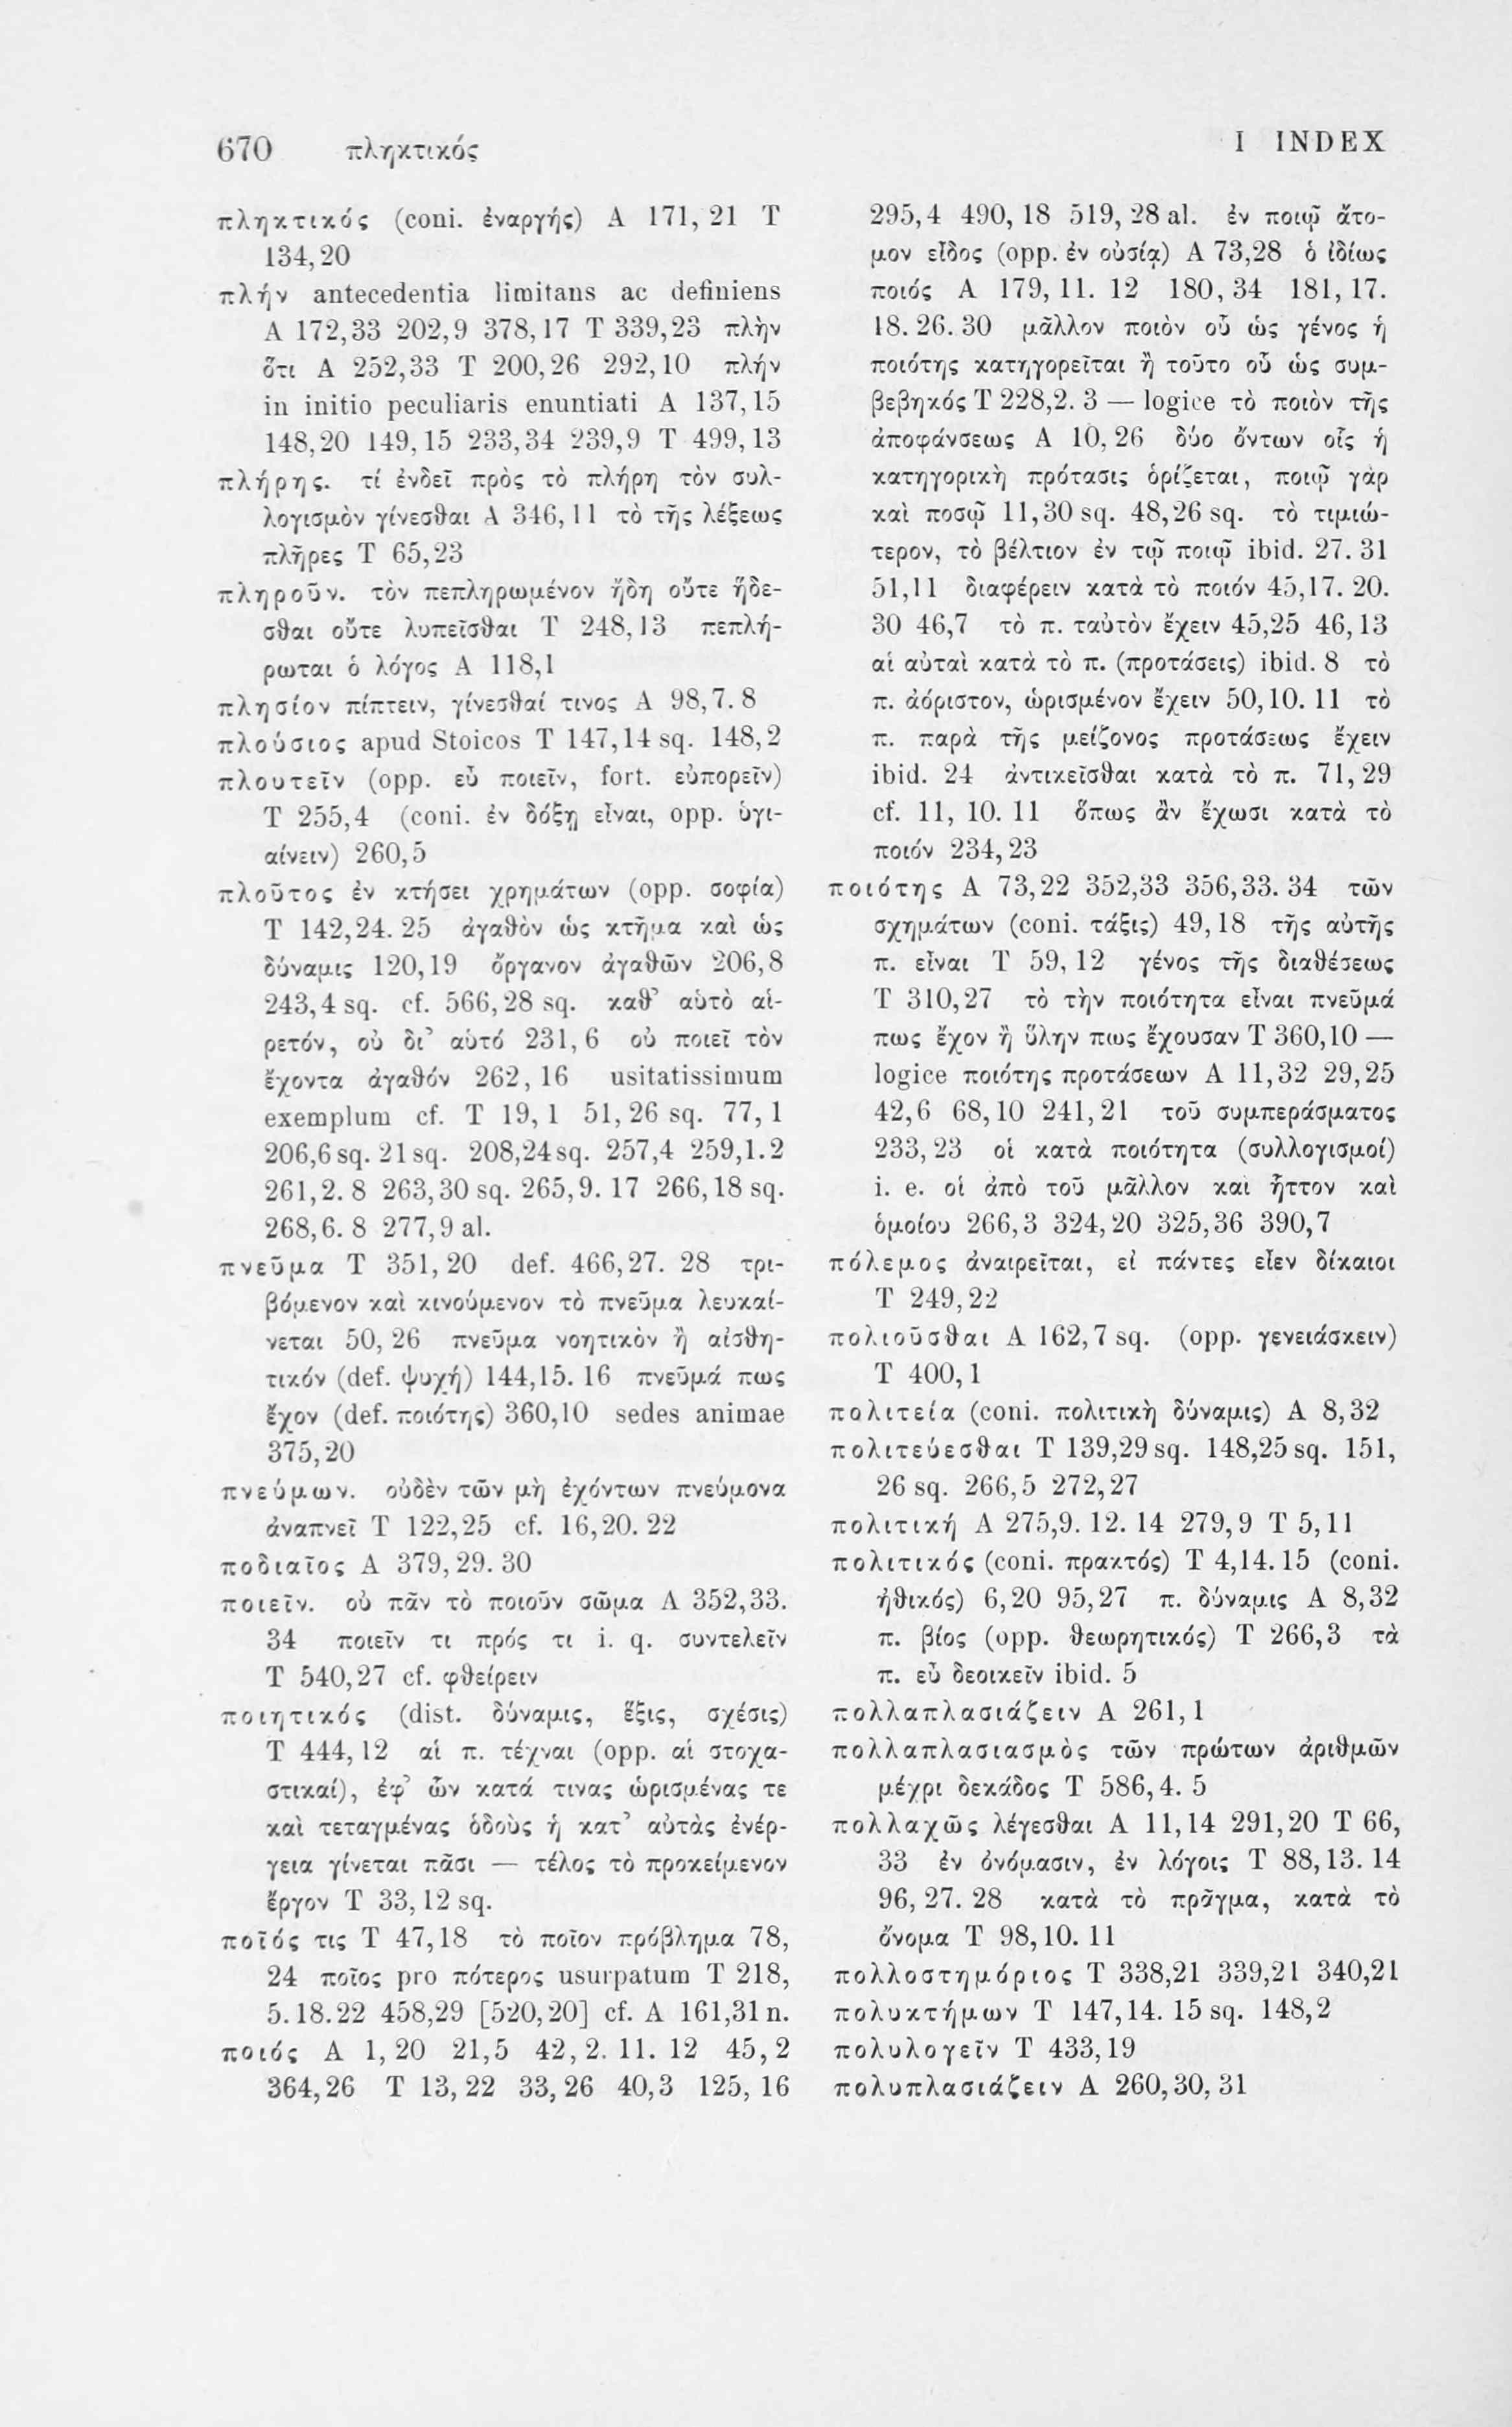 670 πληκτικός I INDEX
πληκτικός (coni. ἐναργής) A 171, 21 T
134, 20
πλήν antecedentia limitans ac definiens
A 172,33 202,9 378,17 T 339,23 πλὴν
ὅτι A 252,33 T 200,26 292,10 πλήν
in initio peculiaris enuntiati A 137,15
148,20 149,15 233,34 239,9 T 499,13
πλήρης. τί ἐνδεῖ πρὸς τὸ πλήρη τὸν συλ-
λογισμὸν γίνεσθαι A 346,11 τὸ τῆς λέξεως
πλῆρες T 65,23
πληροῦν. τὸν πεπληρωμένον ἤδη οὔτε ἥδε-
σθαι οὔτε λυπεῖσθαι T 248,13 πεπλή-
ρωται ὁ λόγος A 118,1
πλησίον πίπτειν, γίνεσθαί τινος A 98,7. 8
πλούσιος apud Stoicos T 147,14 sq. 148,2
πλουτεῖν (opp. εὖ ποιεῖν, fort. εὐπορεῖν)
T 255,4 (coni. ἐν δόξῃ εἶναι, opp. ὑγι-
αίνειν) 260,5
πλοῦτος ἐν κτήσει χρημάτων (opp. σοφία)
T 142,24. 25 ἀγαθὸν ὡς κτῆμα καὶ ὡς
δύναμις 120,19 ὄργανον ἀγαθῶν 206,8
243,4 sq. cf. 566,28 sq. καθ’ αὑτὸ αἱ-
ρετόν, οὐ δι’ αὑτό 231,6 οὐ ποιεῖ τὸν
ἔχοντα ἀγαθόν 262,16 usitatissimum
exemplum cf. T 19,1 51,26 sq. 77,1
206,6 sq. 21 sq. 208,24 sq. 257,4 259,1. 2
261,2. 8 263,30 sq. 265,9. 17 266,18 sq.
268,6. 8 277,9 al.
πνεῦμα T 351,20 def. 466,27. 28 τρι-
βόμενον καὶ κινούμενον τὸ πνεῦμα λευκαί-
νεται 50,26 πνεῦμα νοητικὸν ἢ αἰσθη-
τικόν (def. ψυχή) 144,15. 16 πνεῦμά πως
ἔχον (def. ποιότης) 360,10 sedes animae
375,20
πνεύμων. οὐδὲν τῶν μὴ ἐχόντων πνεύμονα
ἀναπνεῖ T 122,25 cf. 16,20. 22
ποδιαῖος A 379,29. 30
ποιεῖν. οὐ πᾶν τὸ ποιοῦν σῶμα A 352,33.
34 ποιεῖν τι πρός τι i. q. συντελεῖν
T 540,27 cf. φθείρειν
ποιητικός (dist. δύναμις, ἕξις, σχέσις)
T 444,12 αἱ π. τέχναι (opp. αἱ στοχα-
στικαί), ἐφ’ ὧν κατά τινας ὡρισμένας τε
καὶ τεταγμένας ὁδοὺς ἡ κατ’ αὐτὰς ἐνέρ-
γεια γίνεται πᾶσι — τέλος τὸ προκείμενον
ἔργον T 33,12 sq.
ποῖός τις T 47,18 τὸ ποῖον πρόβλημα 78,
24 ποῖος pro πότερος usurpatum T 218,
5. 18. 22 458,29 [520,20] cf. A 161,31 n.
ποιός A 1,20 21,5 42,2. 11. 12 45,2
364,26 T 13,22 33,26 40,3 125,16
295,4 490,18 519,28 al. ἐν ποιῷ ἄτο-
μον εἶδος (opp. ἐν οὐσίᾳ) A 73,28 ὁ ἰδίως
ποιός A 179,11. 12 180,34 181,17.
18. 26. 30 μᾶλλον ποιὸν οὗ ὡς γένος ἡ
ποιότης κατηγορεῖται ἢ τοῦτο οὗ ὡς συμ-
βεβηκός T 228,2. 3 — logice τὸ ποιὸν τῆς
ἀποφάνσεως A 10,26 δύο ὄντων οἷς ἡ
κατηγορικὴ πρότασις ὁρίζεται, ποιῷ γὰρ
καὶ ποσῷ 11,30 sq. 48,26 sq. τὸ τιμιώ-
τερον, τὸ βέλτιον ἐν τῷ ποιῷ ibid. 27. 31
51,11 διαφέρειν κατὰ τὸ ποιόν 45,17. 20.
30 46,7 τὸ π. ταὐτὸν ἔχειν 45,25 46,13
αἱ αὐταὶ κατὰ τὸ π. (προτάσεις) ibid. 8 τὸ
π. ἀόριστον, ὡρισμένον ἔχειν 50,10. 11 τὸ
π. παρὰ τῆς μείζονος προτάσεως ἔχειν
ibid. 24 ἀντικεῖσθαι κατὰ τὸ π. 71,29
cf. 11, 10. 11 ὅπως ἂν ἔχωσι κατὰ τὸ
ποιόν 234,23
ποιότης A 73,22 352,33 356,33. 34 τῶν
σχημάτων (coni. τάξις) 49,18 τῆς αὐτῆς
π. εἶναι T 59,12 γένος τῆς διαθέσεως
T 310,27 τὸ τὴν ποιότητα εἶναι πνεῦμά
πως ἔχον ἢ ὕλην πως ἔχουσαν T 360,10 —
logice ποιότης προτάσεων A 11,32 29,25
42,6 68,10 241,21 τοῦ συμπεράσματος
233,23 οἱ κατὰ ποιότητα (συλλογισμοί)
i. e. οἱ ἀπὸ τοῦ μᾶλλον καὶ ἧττον καὶ
ὁμοίου 266,3 324,20 325,36 390,7
πόλεμος ἀναιρεῖται, εἰ πάντες εἶεν δίκαιοι
T 249,22
πολιοῦσθαι A 162,7 sq. (opp. γενειάσκειν)
T 400,1
πολιτεία (coni. πολιτικὴ δύναμις) A 8,32
πολιτεύεσθαι T 139,29 sq. 148,25 sq. 151,
26 sq. 266,5 272,27
πολιτική A 275,9. 12. 14 279,9 T 5,11
πολιτικός (coni. πρακτός) T 4,14. 15 (coni.
ἠθικός) 6,20 95,27 π. δύναμις A 8,32
π. βίος (opp. θεωρητικός) T 266,3 τὰ
π. εὖ δεοικεῖν ibid. 5
πολλαπλασιάζειν A 261,1
πολλαπλασιασμὸς τῶν πρώτων ἀριθμῶν
μέχρι δεκάδος T 586,4. 5
πολλαχῶς λέγεσθαι A 11,14 291,20 T 66,
33 ἐν ὀνόμασιν, ἐν λόγοις T 88,13. 14
96,27. 28 κατὰ τὸ πρᾶγμα, κατὰ τὸ
ὄνομα T 98,10. 11
πολλοστημόριος T 338,21 339,21 340,21
πολυκτήμων T 147,14. 15 sq. 148,2
πολυλογεῖν T 433,19
πολυπλασιάζειν A 260,30, 31